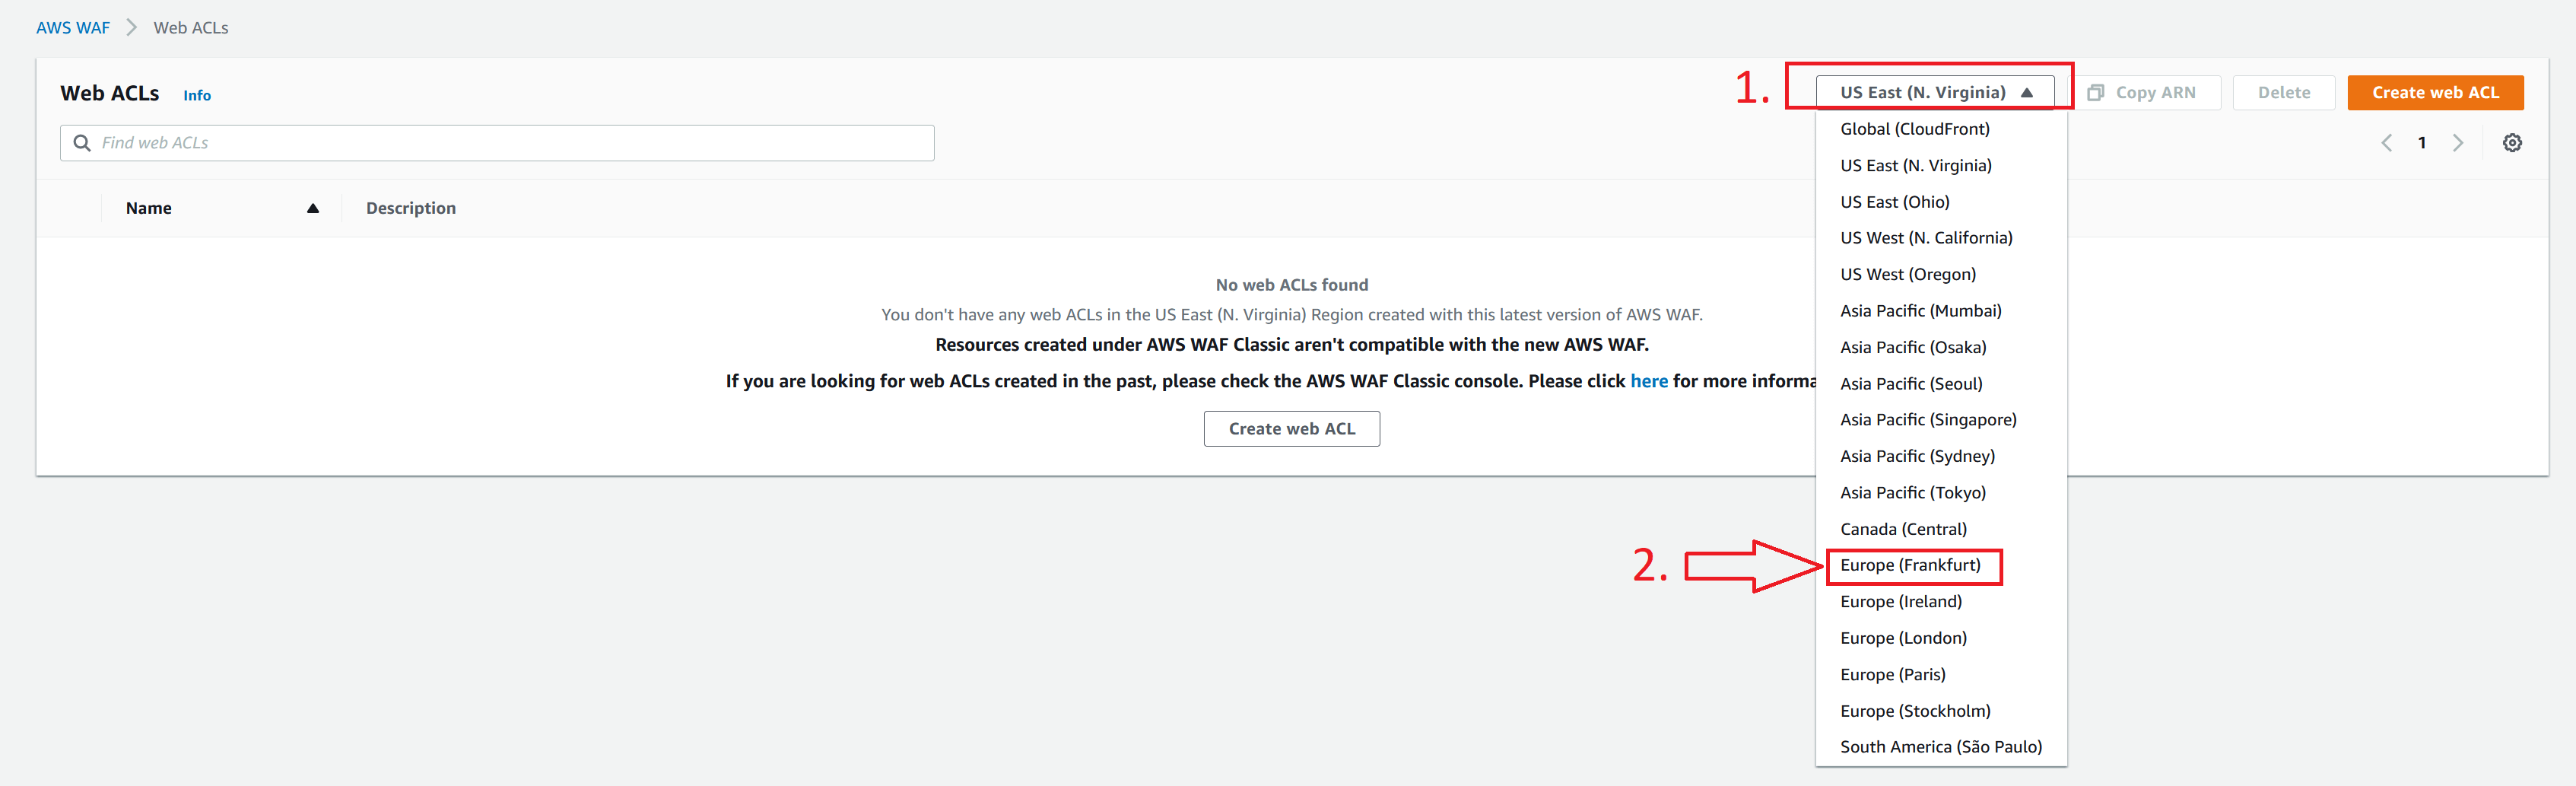 AWS WAF > Web ACLs
Web ACLs Info
1. US East (N. Virginia) ▲ Copy ARN Delete Create web ACL
Find web ACLs
< 1 >
Name ▲ Description
No web ACLs found
You don't have any web ACLs in the US East (N. Virginia) Region created with this latest version of AWS WAF.
Resources created under AWS WAF Classic aren't compatible with the new AWS WAF.
If you are looking for web ACLs created in the past, please check the AWS WAF Classic console. Please click here for more informa
Create web ACL
Global (CloudFront)
US East (N. Virginia)
US East (Ohio)
US West (N. California)
US West (Oregon)
Asia Pacific (Mumbai)
Asia Pacific (Osaka)
Asia Pacific (Seoul)
Asia Pacific (Singapore)
Asia Pacific (Sydney)
Asia Pacific (Tokyo)
Canada (Central)
2. Europe (Frankfurt)
Europe (Ireland)
Europe (London)
Europe (Paris)
Europe (Stockholm)
South America (São Paulo)